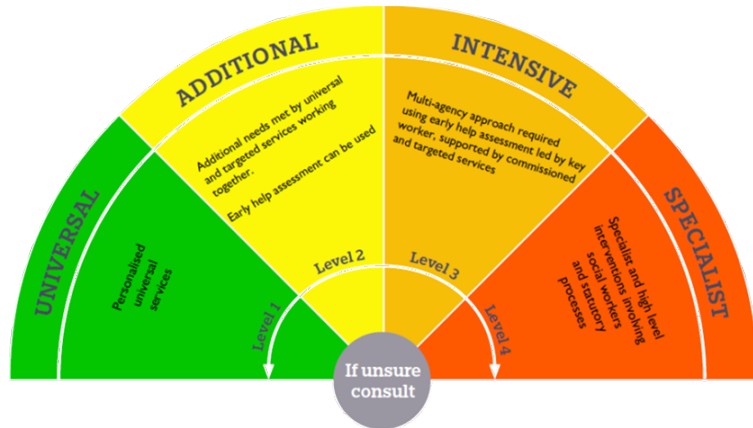 UNIVERSAL
Personalised
universal
services
Level 1
ADDITIONAL
Additional needs met by universal
and targeted services working
together.
Early help assessment can be used
Level 2
INTENSIVE
Multi-agency approach required
using early help assessment led by key
worker, supported by commissioned
and targeted services
Level 3
SPECIALIST
Specialist and high level
interventions involving
social workers
and statutory
processes
Level 4
If unsure
consult